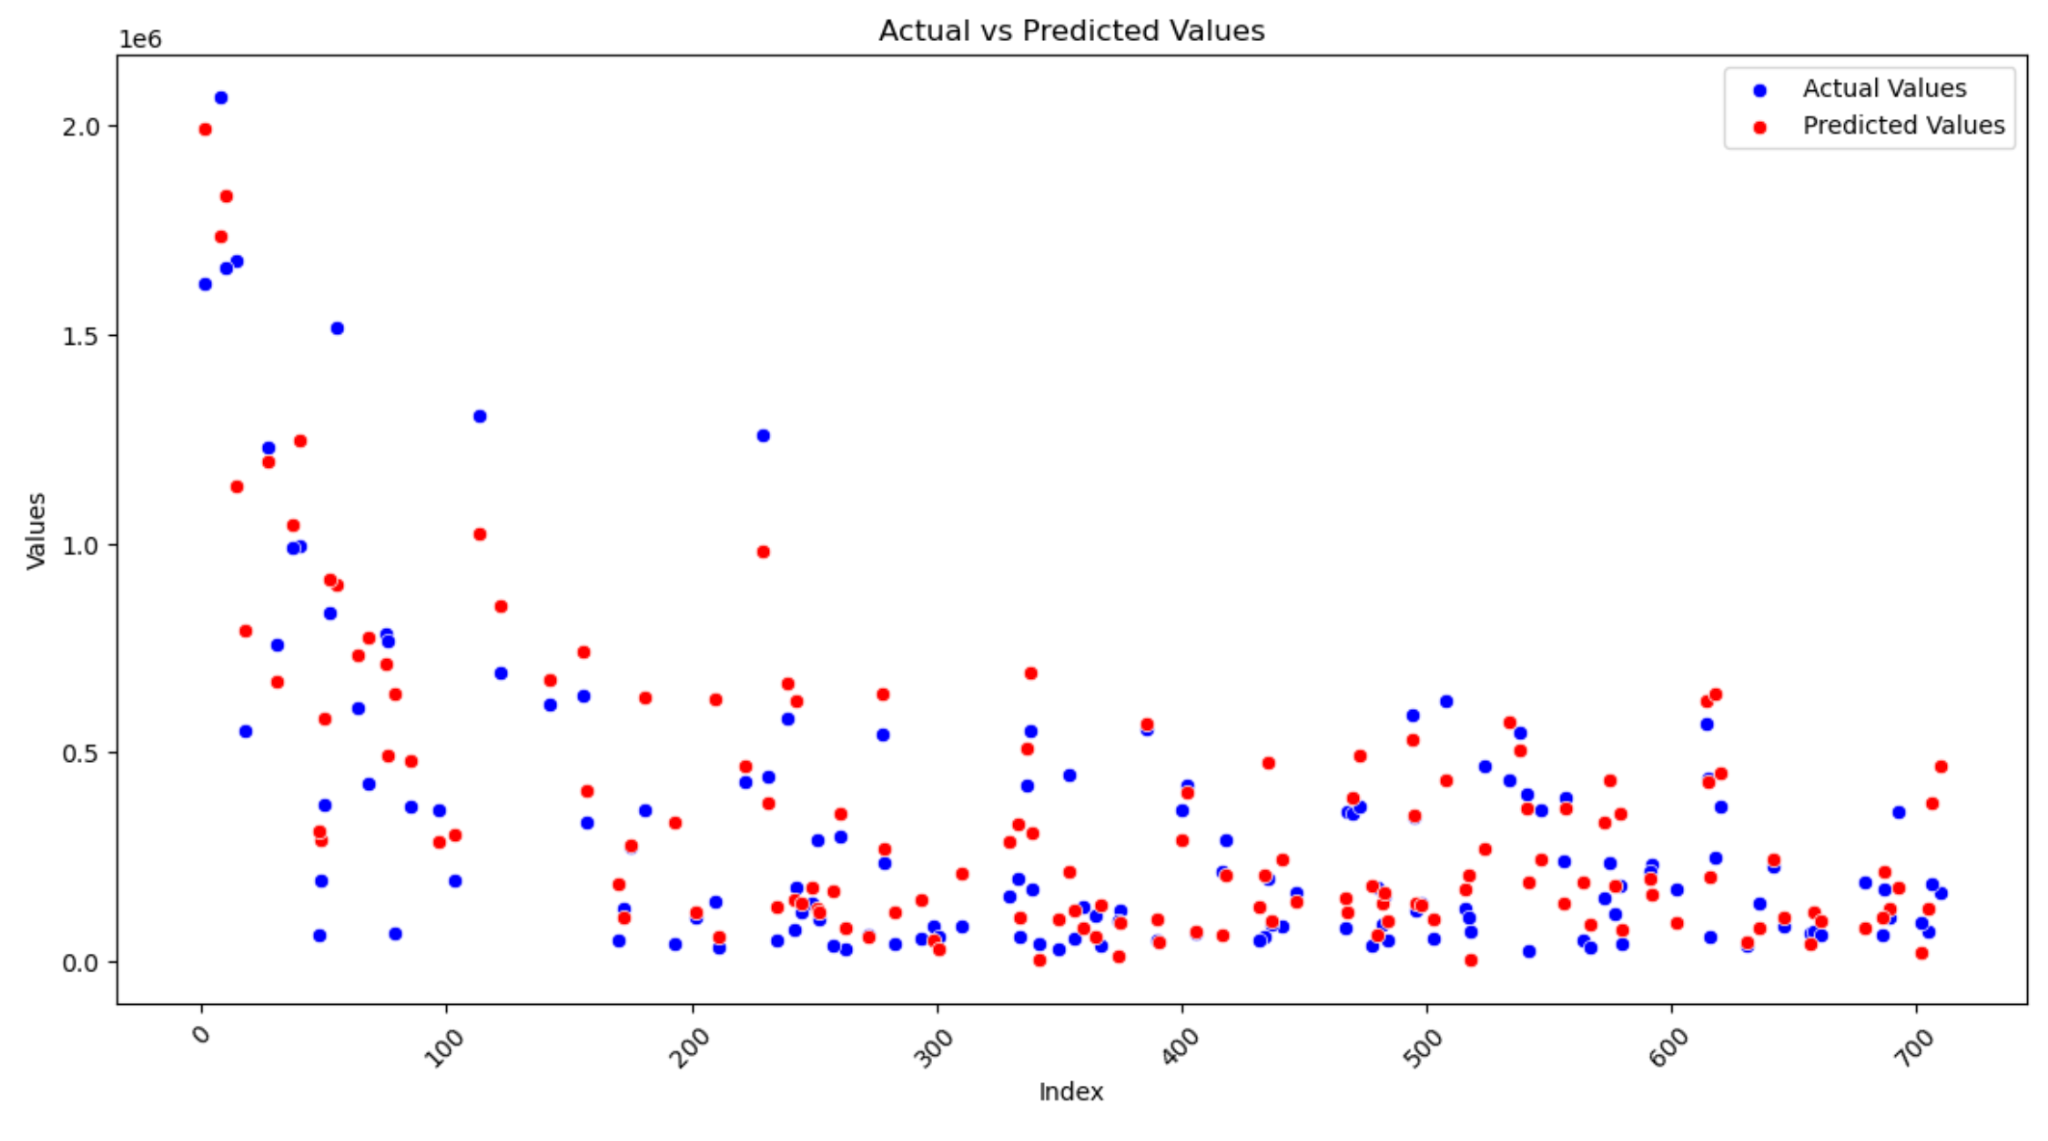 Actual vs Predicted Values
1e6
Actual Values
Predicted Values
2.0
1.5
1.0
0.5
0.0
Values
0
100
200
300
400
500
600
700
Index